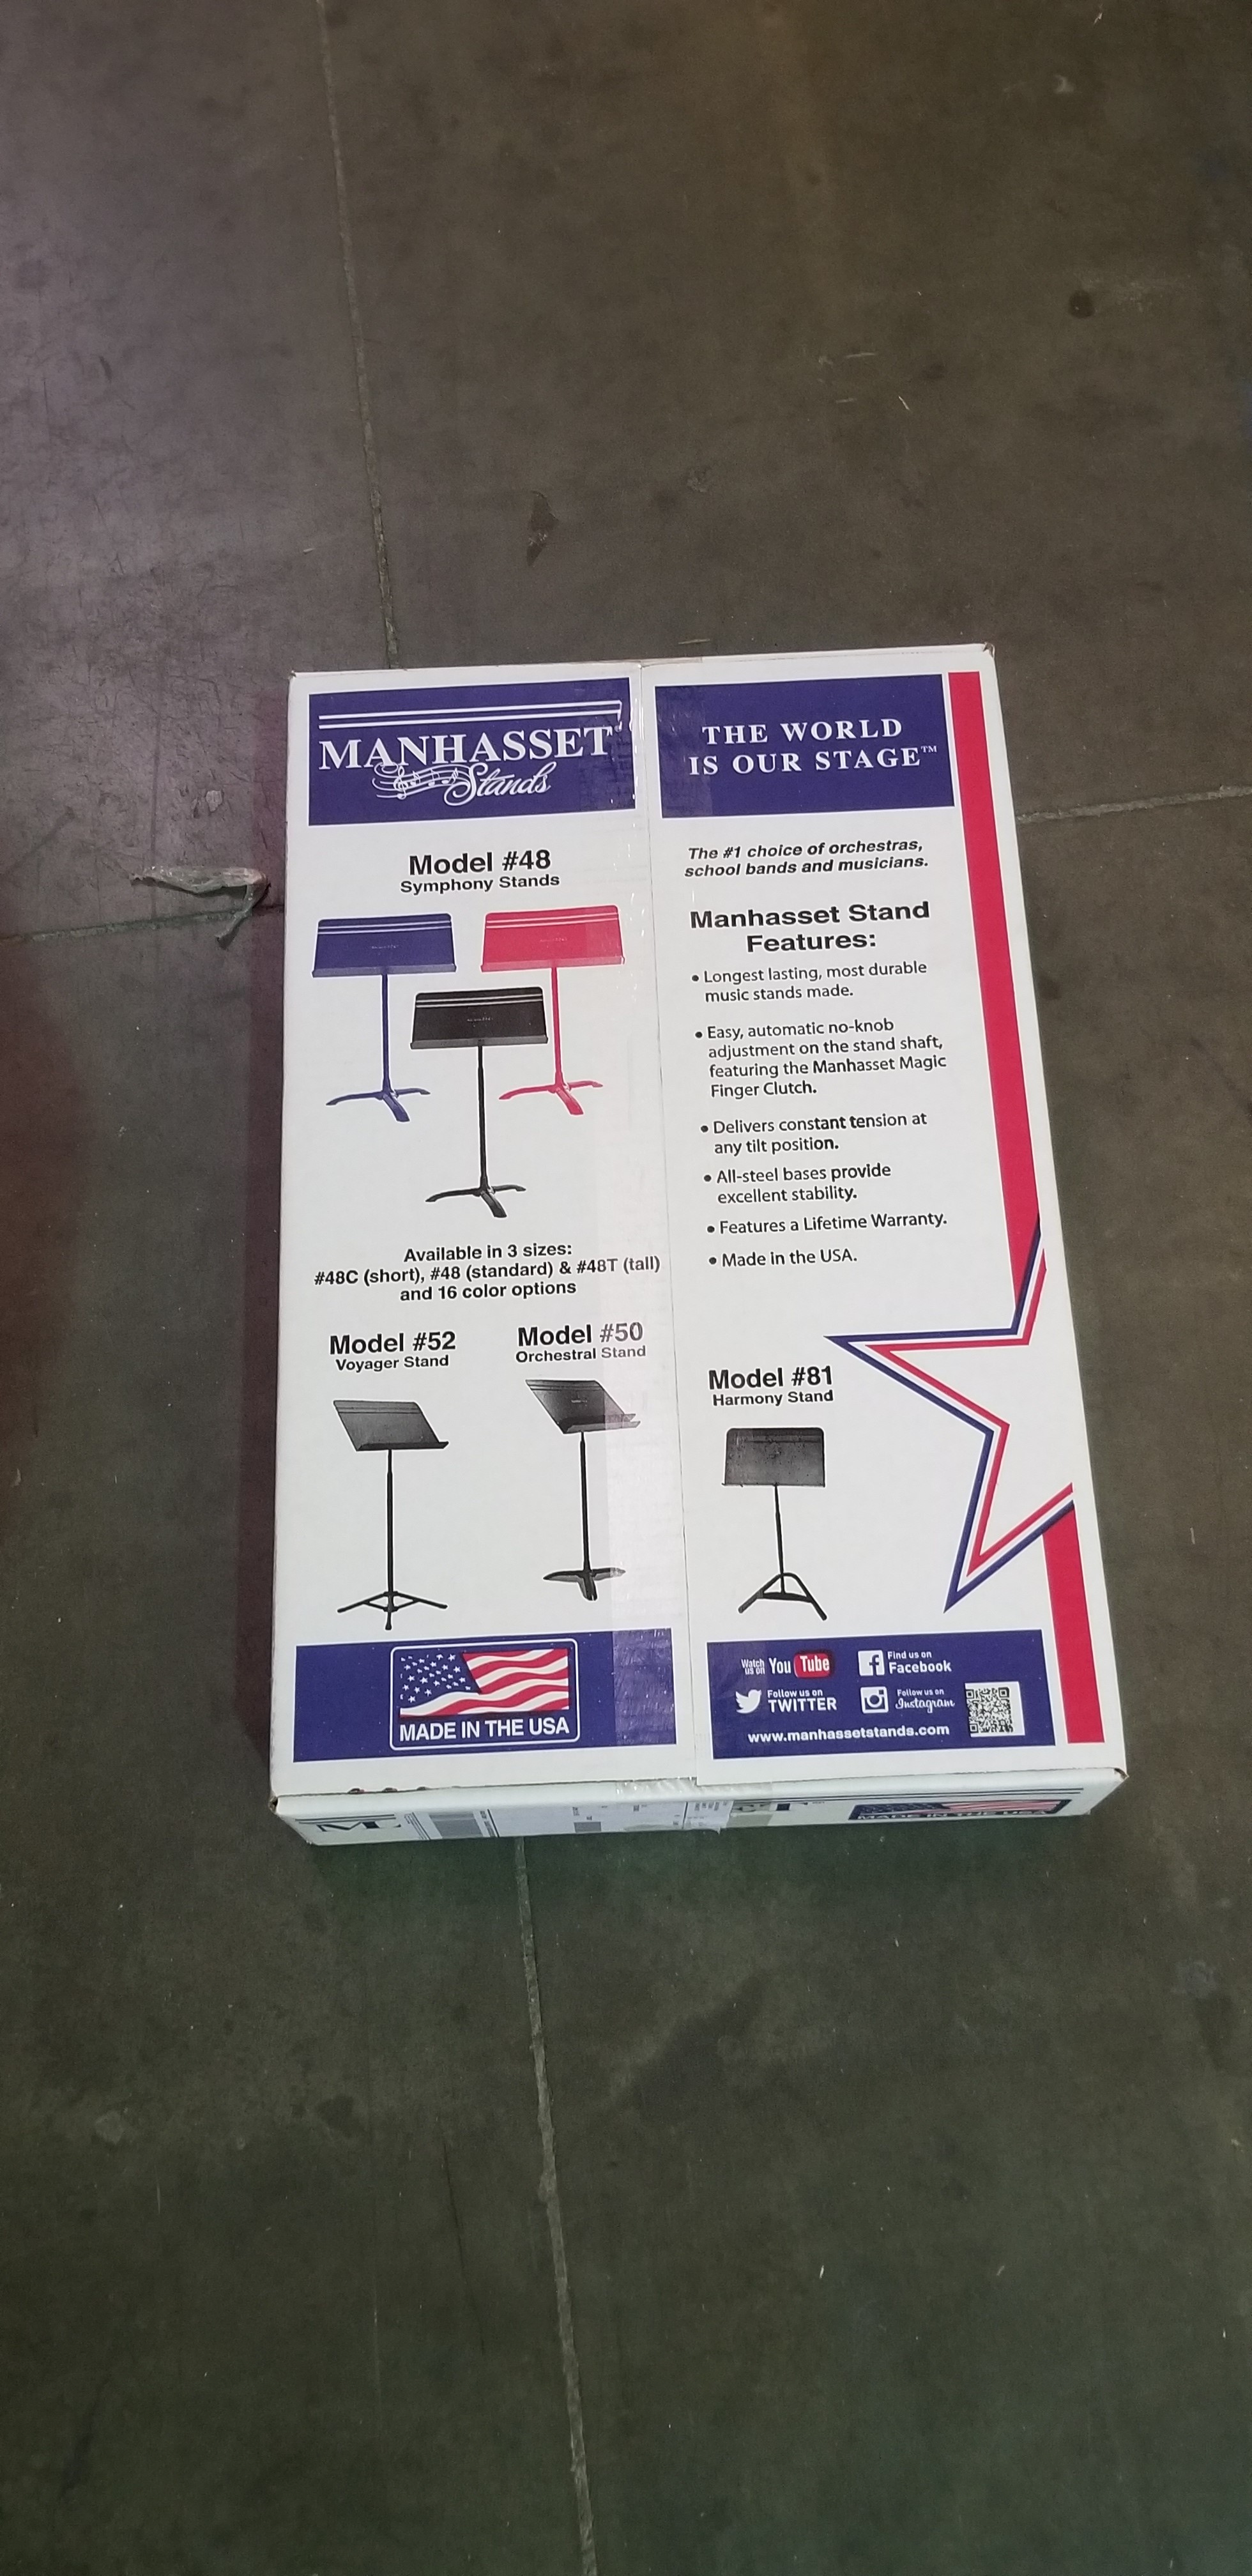 MANHASSET
Stands
Model #48
Symphony Stands
Available in 3 sizes:
#48C (short), #48 (standard) & #48T (tall)
and 16 color options
Model #52
Voyager Stand
Model #50
Orchestral Stand
MADE IN THE USA
THE WORLD
IS OUR STAGE™
The #1 choice of orchestras,
school bands and musicians.
Manhasset Stand
Features:
• Longest lasting, most durable
music stands made.
• Easy, automatic no-knob
adjustment on the stand shaft,
featuring the Manhasset Magic
Finger Clutch.
• Delivers constant tension at
any tilt position.
• All-steel bases provide
excellent stability.
• Features a Lifetime Warranty.
• Made in the USA.
Model #81
Harmony Stand
Watch us on YouTube
Find us on
Facebook
Follow us on
TWITTER
Follow us on
Instagram
www.manhassetstands.com
MADE IN THE USA